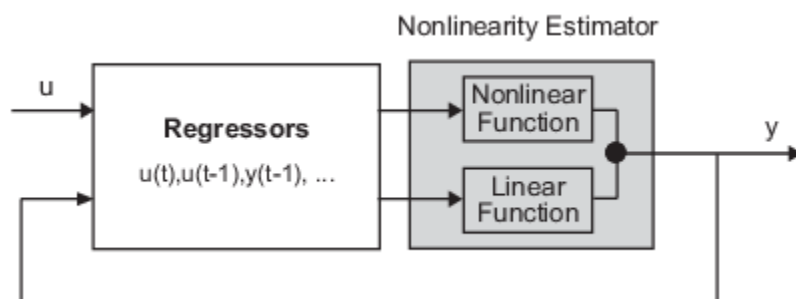 Nonlinearity Estimator
u
Regressors
u(t),u(t-1),y(t-1), ...
Nonlinear
Function
Linear
Function
y